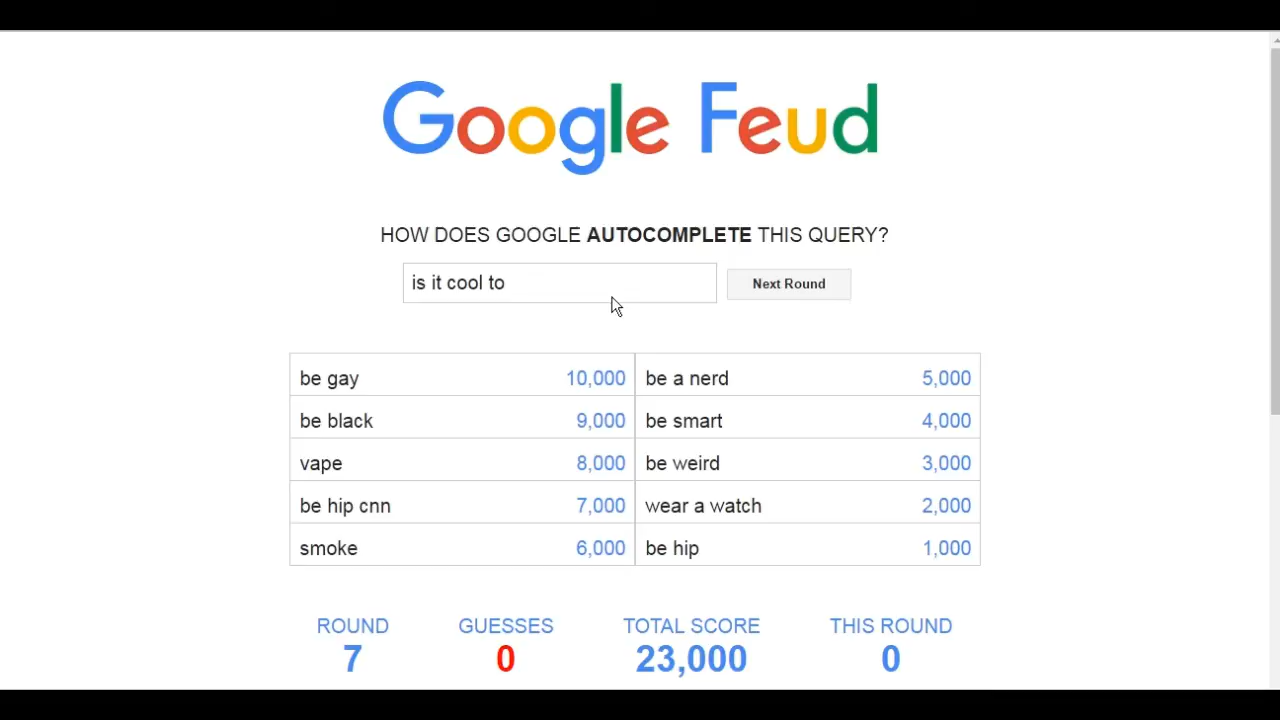 Google Feud
HOW DOES GOOGLE AUTOCOMPLETE THIS QUERY?
is it cool to
Next Round
be gay 10,000 be a nerd 5,000
be black 9,000 be smart 4,000
vape 8,000 be weird 3,000
be hip cnn 7,000 wear a watch 2,000
smoke 6,000 be hip 1,000
ROUND GUESSES TOTAL SCORE THIS ROUND
7 0 23,000 0